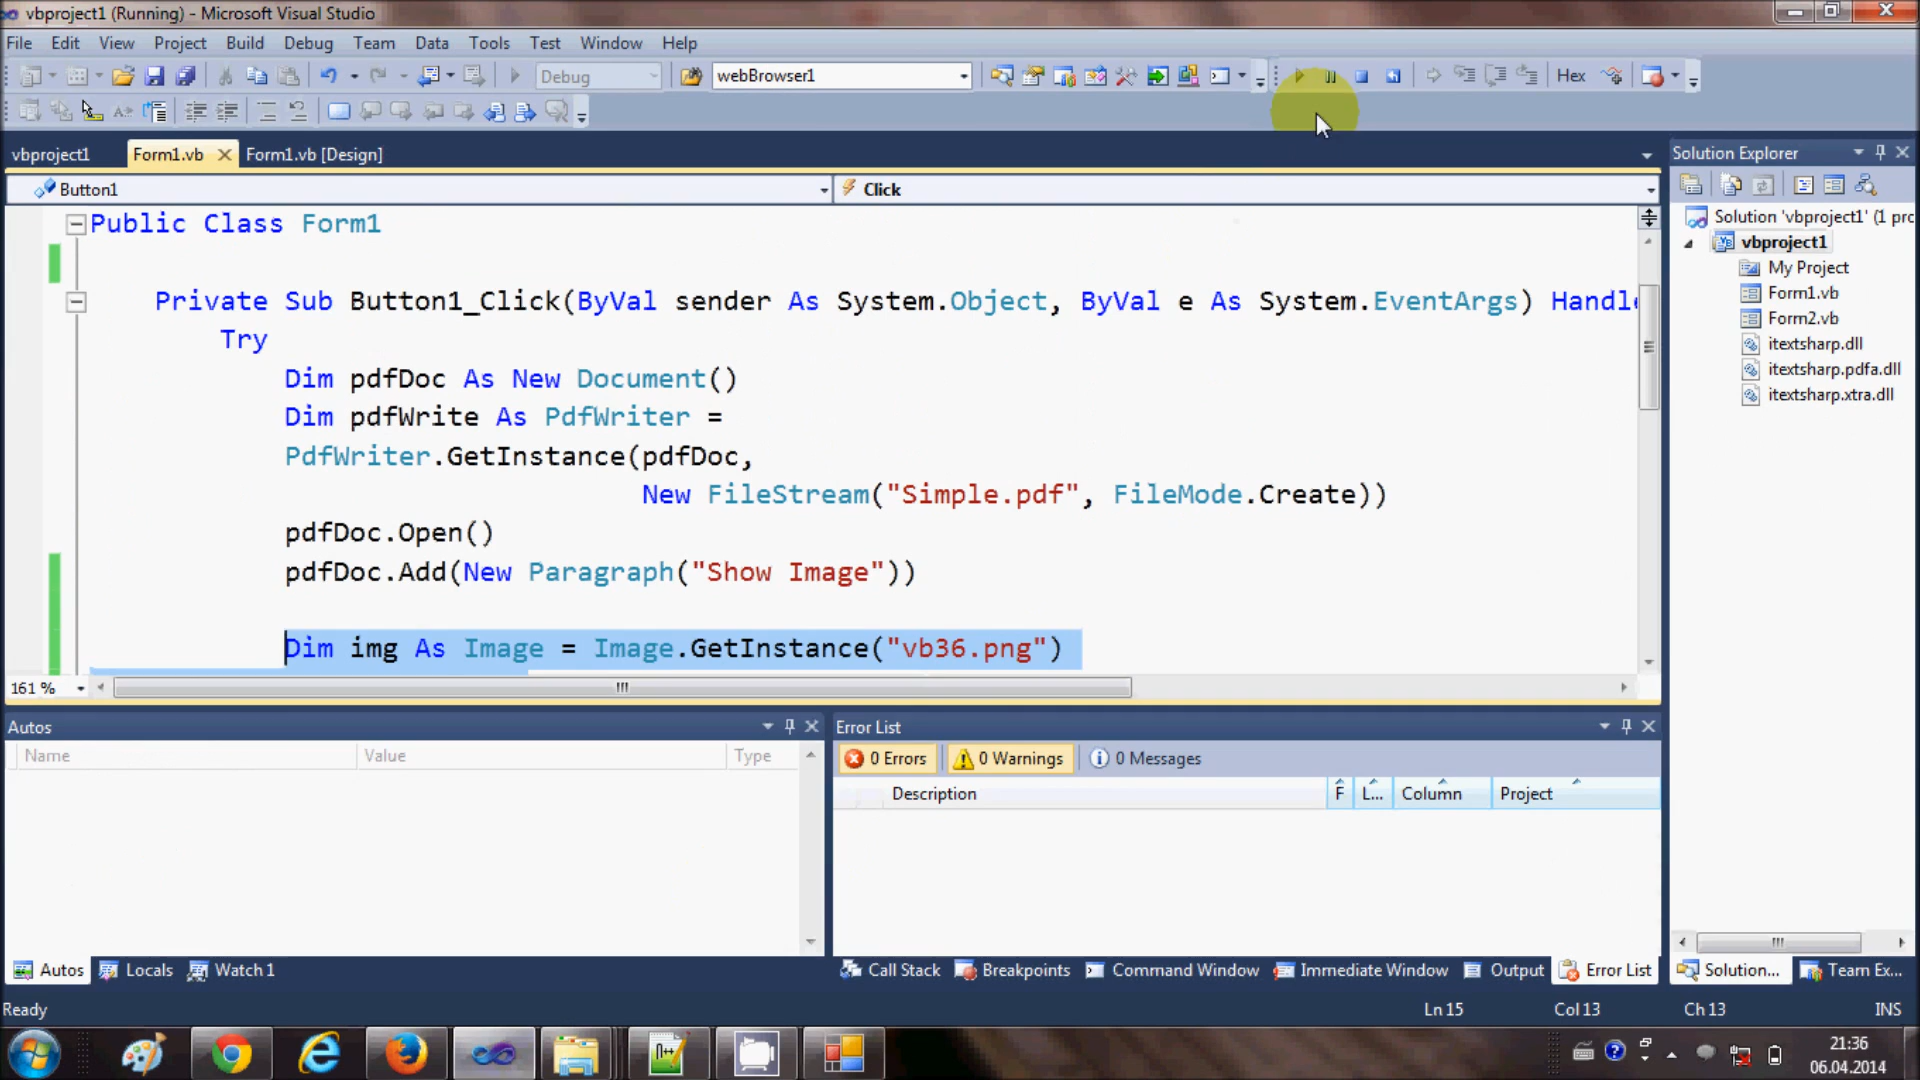 vbproject1 (Running) - Microsoft Visual Studio
File Edit View Project Build Debug Team Data Tools Test Window Help
Debug webBrowser1 Hex
vbproject1 Form1.vb Form1.vb [Design]
Button1 Click
Public Class Form1
Private Sub Button1_Click(ByVal sender As System.Object, ByVal e As System.EventArgs) Handle
Try
Dim pdfDoc As New Document()
Dim pdfWrite As PdfWriter =
PdfWriter.GetInstance(pdfDoc,
New FileStream("Simple.pdf", FileMode.Create))
pdfDoc.Open()
pdfDoc.Add(New Paragraph("Show Image"))
Dim img As Image = Image.GetInstance("vb36.png")
161 %
Solution Explorer
Solution 'vbproject1' (1 pro
vbproject1
My Project
Form1.vb
Form2.vb
itextsharp.dll
itextsharp.pdfa.dll
itextsharp.xtra.dll
Autos
Name Value Type
Error List
0 Errors 0 Warnings 0 Messages
Description F L... Column Project
Autos Locals Watch 1
Call Stack Breakpoints Command Window Immediate Window Output Error List
Solution... Team Ex...
Ready Ln 15 Col 13 Ch 13 INS
21:36
06.04.2014